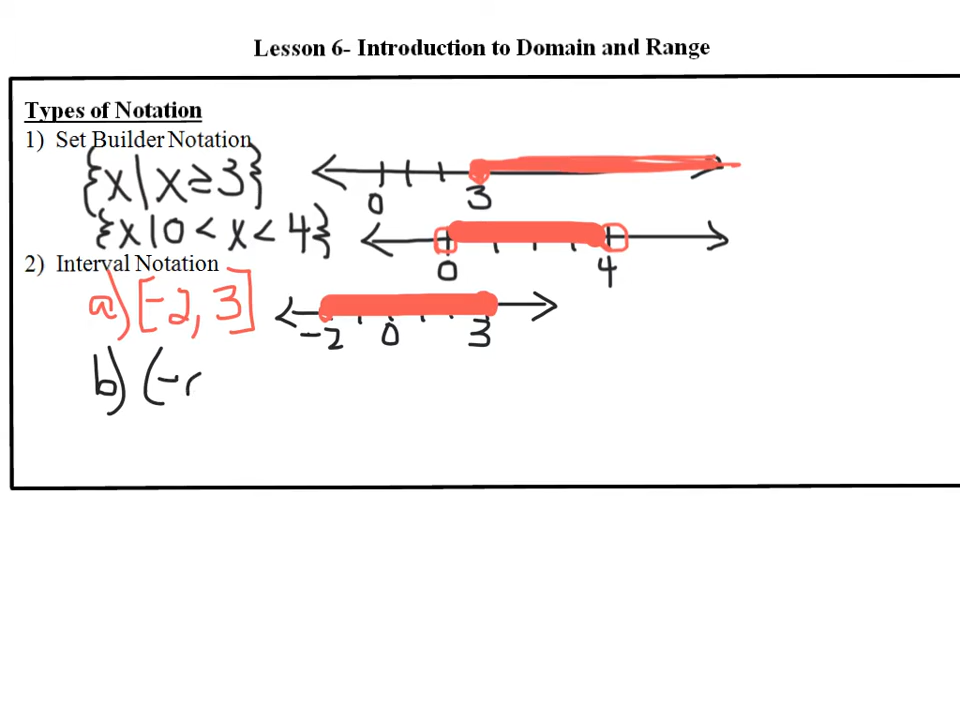 Lesson 6- Introduction to Domain and Range
Types of Notation
1) Set Builder Notation
{x|x≥3}
0 3
{x|0<x<4}
0 4
2) Interval Notation
a) [-2, 3]
-2 0 3
b) (-